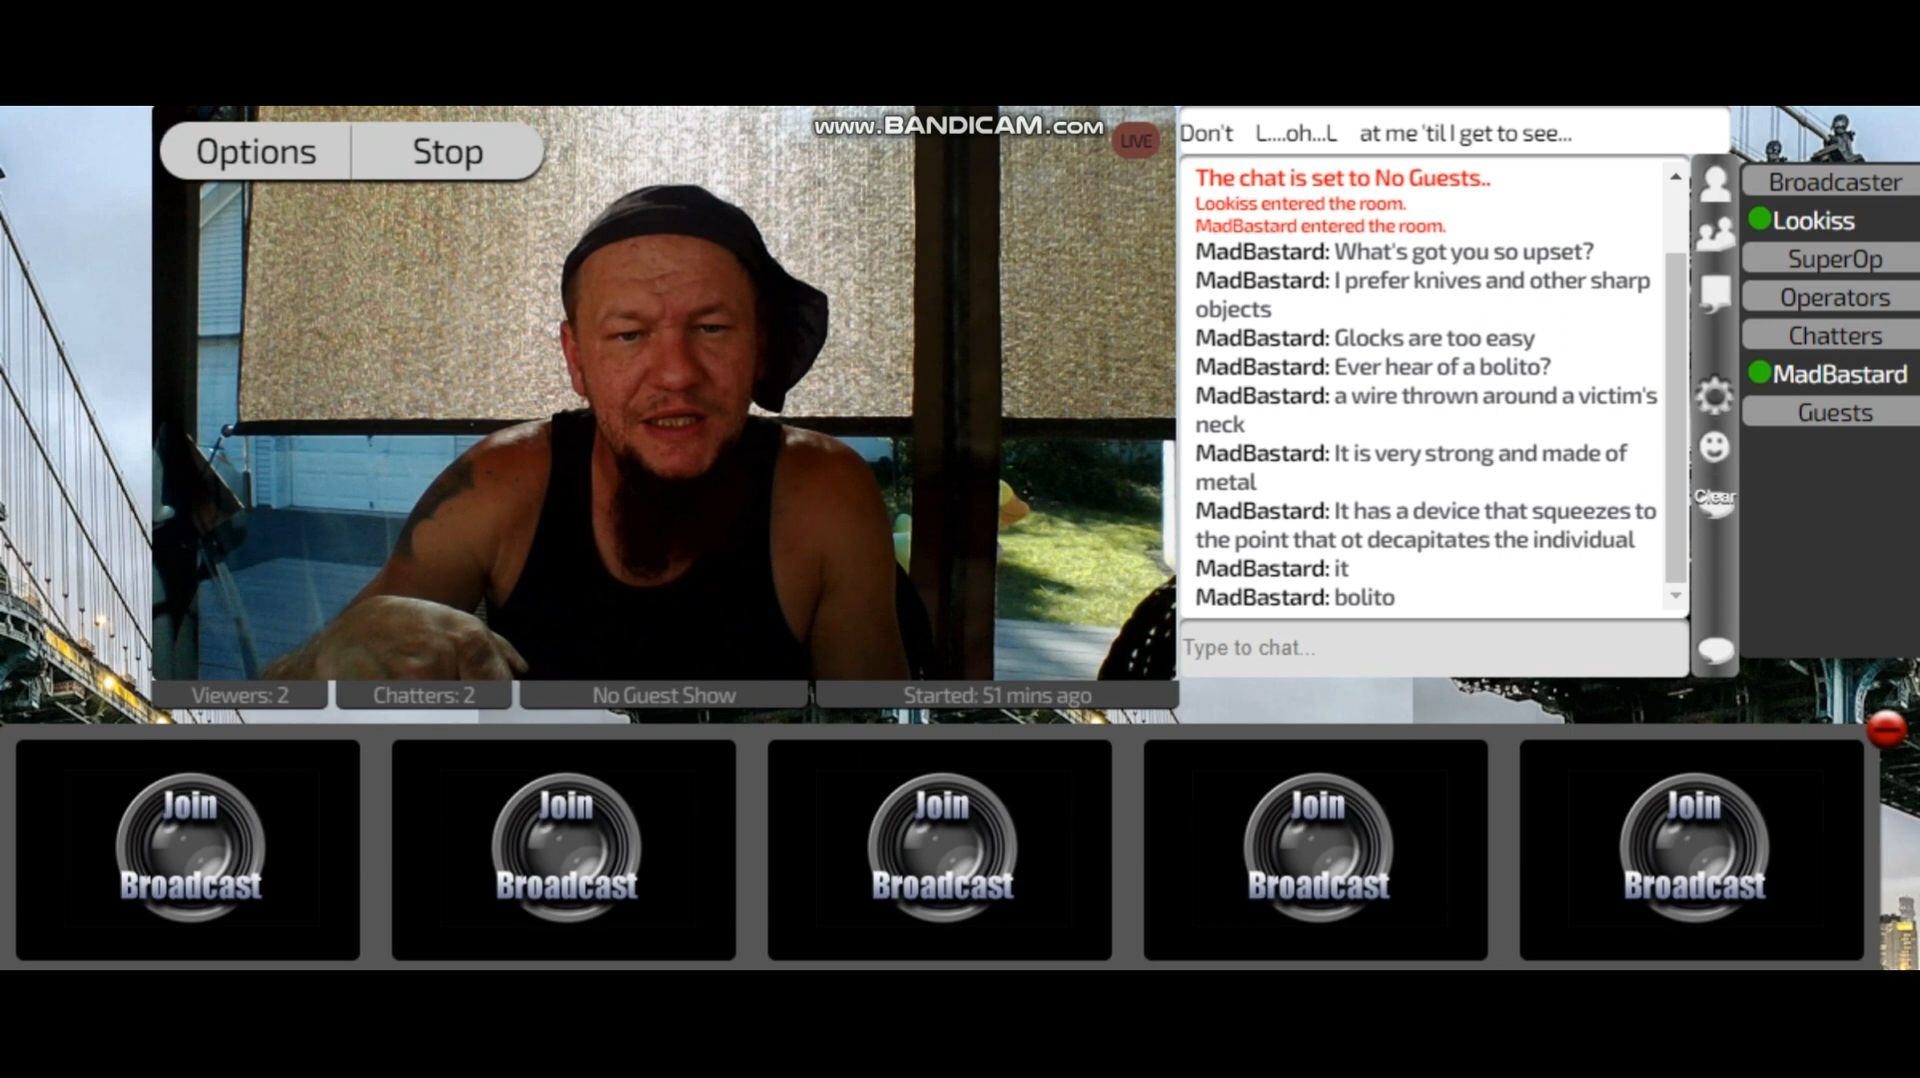 Options Stop
www.BANDICAM.com
LIVE
Don't L....oh...L at me 'til I get to see...
The chat is set to No Guests..
Lookiss entered the room.
MadBastard entered the room.
MadBastard: What's got you so upset?
MadBastard: I prefer knives and other sharp
objects
MadBastard: Glocks are too easy
MadBastard: Ever hear of a bolito?
MadBastard: a wire thrown around a victim's
neck
MadBastard: It is very strong and made of
metal
MadBastard: It has a device that squeezes to
the point that ot decapitates the individual
MadBastard: it
MadBastard: bolito
Type to chat...
Clear
Broadcaster
Lookiss
SuperOp
Operators
Chatters
MadBastard
Guests
Viewers: 2 Chatters: 2 No Guest Show Started: 51 mins ago
Join
Broadcast
Join
Broadcast
Join
Broadcast
Join
Broadcast
Join
Broadcast